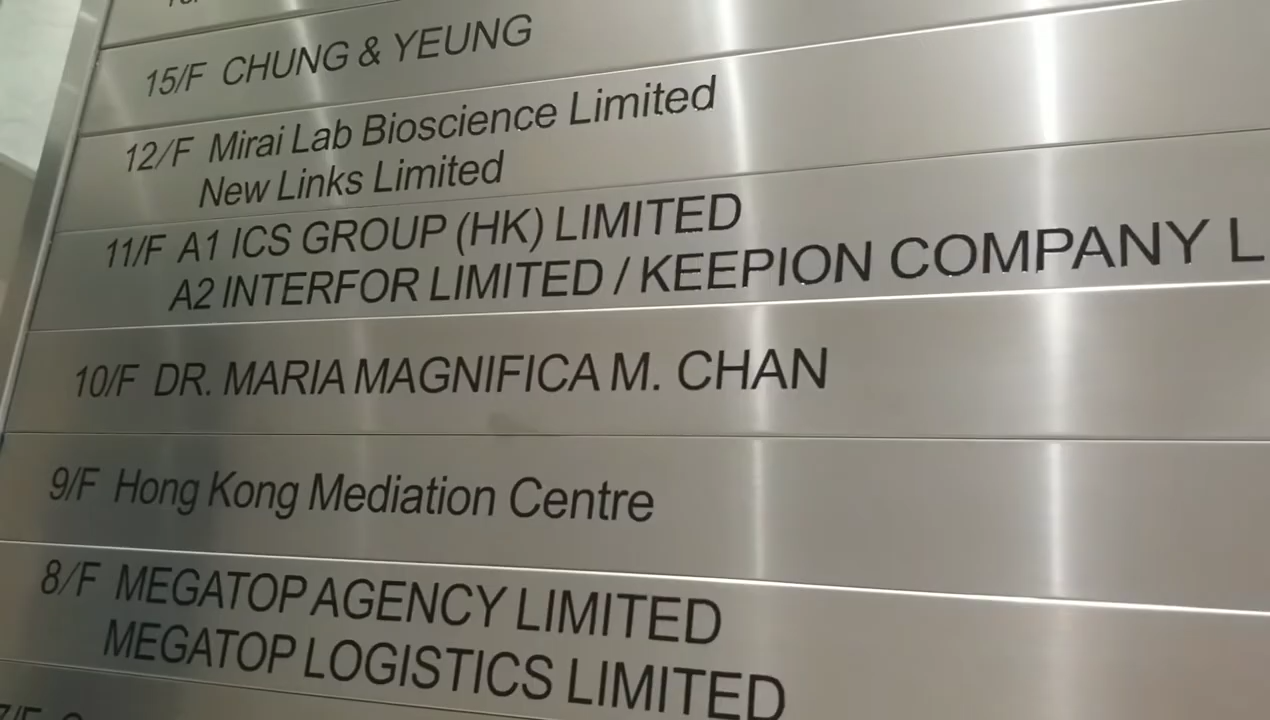 15/F CHUNG & YEUNG
12/F Mirai Lab Bioscience Limited
New Links Limited
11/F A1 ICS GROUP (HK) LIMITED
A2 INTERFOR LIMITED / KEEPION COMPANY L
10/F DR. MARIA MAGNIFICA M. CHAN
9/F Hong Kong Mediation Centre
8/F MEGATOP AGENCY LIMITED
MEGATOP LOGISTICS LIMITED